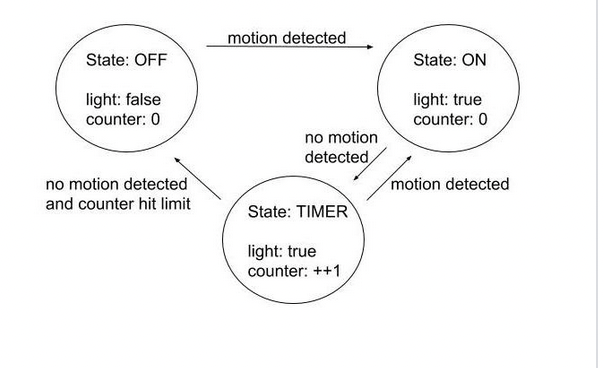 motion detected
State: OFF
light: false
counter: 0
State: ON
light: true
counter: 0
no motion
detected
motion detected
no motion detected
and counter hit limit
State: TIMER
light: true
counter: ++1